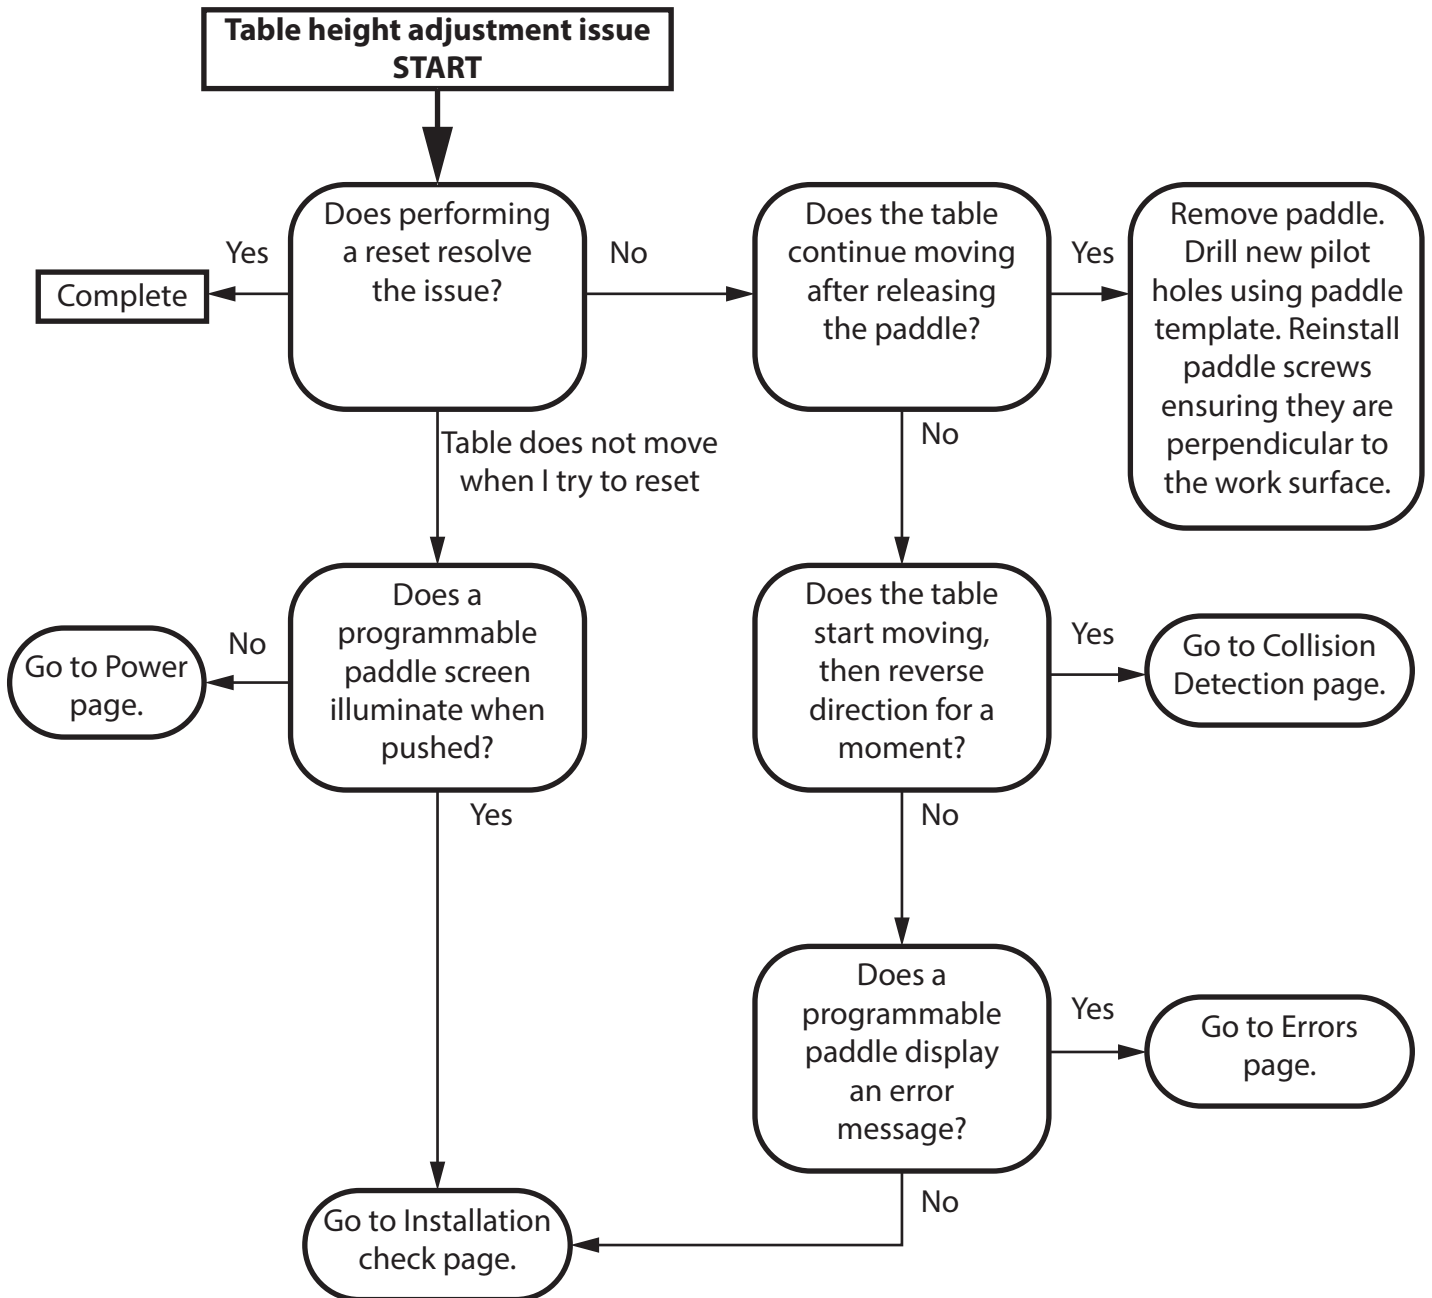 Table height adjustment issue
START
Does performing
a reset resolve
the issue?
Yes
Complete
No
Does the table
continue moving
after releasing
the paddle?
Yes
Remove paddle.
Drill new pilot
holes using paddle
template. Reinstall
paddle screws
ensuring they are
perpendicular to
the work surface.
Table does not move
when I try to reset
No
Does a
programmable
paddle screen
illuminate when
pushed?
No
Go to Power
page.
Yes
Does the table
start moving,
then reverse
direction for a
moment?
Yes
Go to Collision
Detection page.
No
Does a
programmable
paddle display
an error
message?
Yes
Go to Errors
page.
No
Go to Installation
check page.